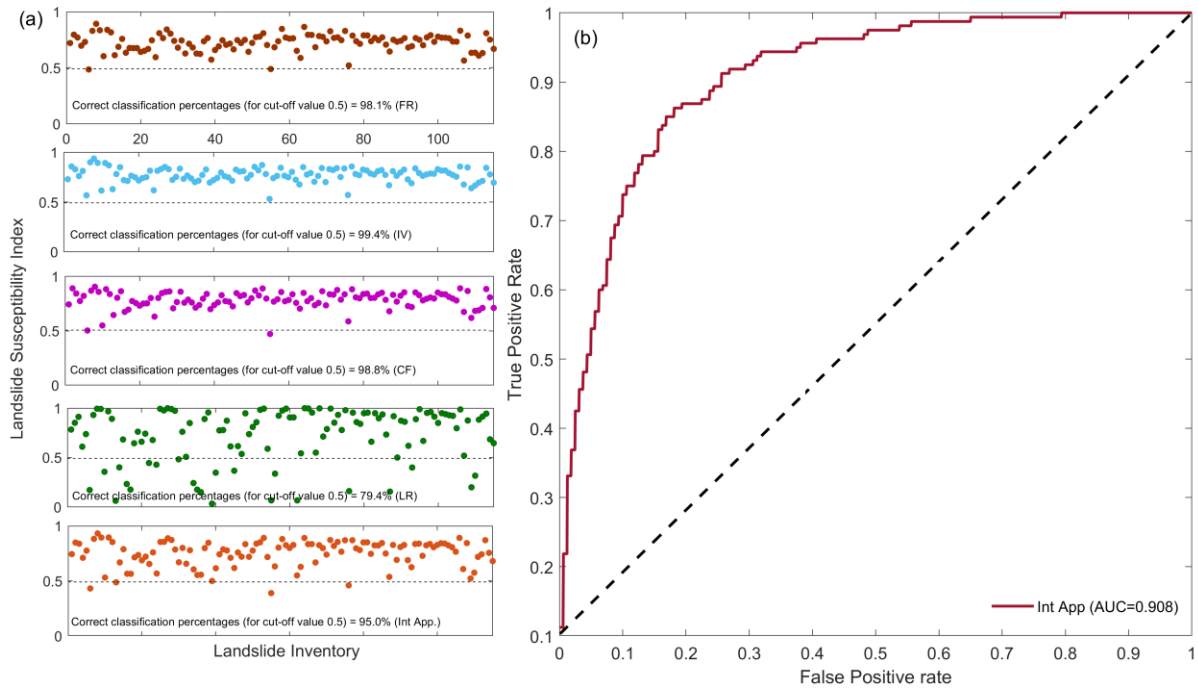 (a)
Landslide Susceptibility Index
1
0.5
0
Correct classification percentages (for cut-off value 0.5) = 98.1% (FR)
0 20 40 60 80 100
1
0.5
0
Correct classification percentages (for cut-off value 0.5) = 99.4% (IV)
1
0.5
0
Correct classification percentages (for cut-off value 0.5) = 98.8% (CF)
1
0.5
0
Correct classification percentages (for cut-off value 0.5) = 79.4% (LR)
1
0.5
0
Correct classification percentages (for cut-off value 0.5) = 95.0% (Int App.)
Landslide Inventory
(b)
True Positive Rate
1
0.9
0.8
0.7
0.6
0.5
0.4
0.3
0.2
0.1
Int App (AUC=0.908)
0 0.1 0.2 0.3 0.4 0.5 0.6 0.7 0.8 0.9 1
False Positive rate